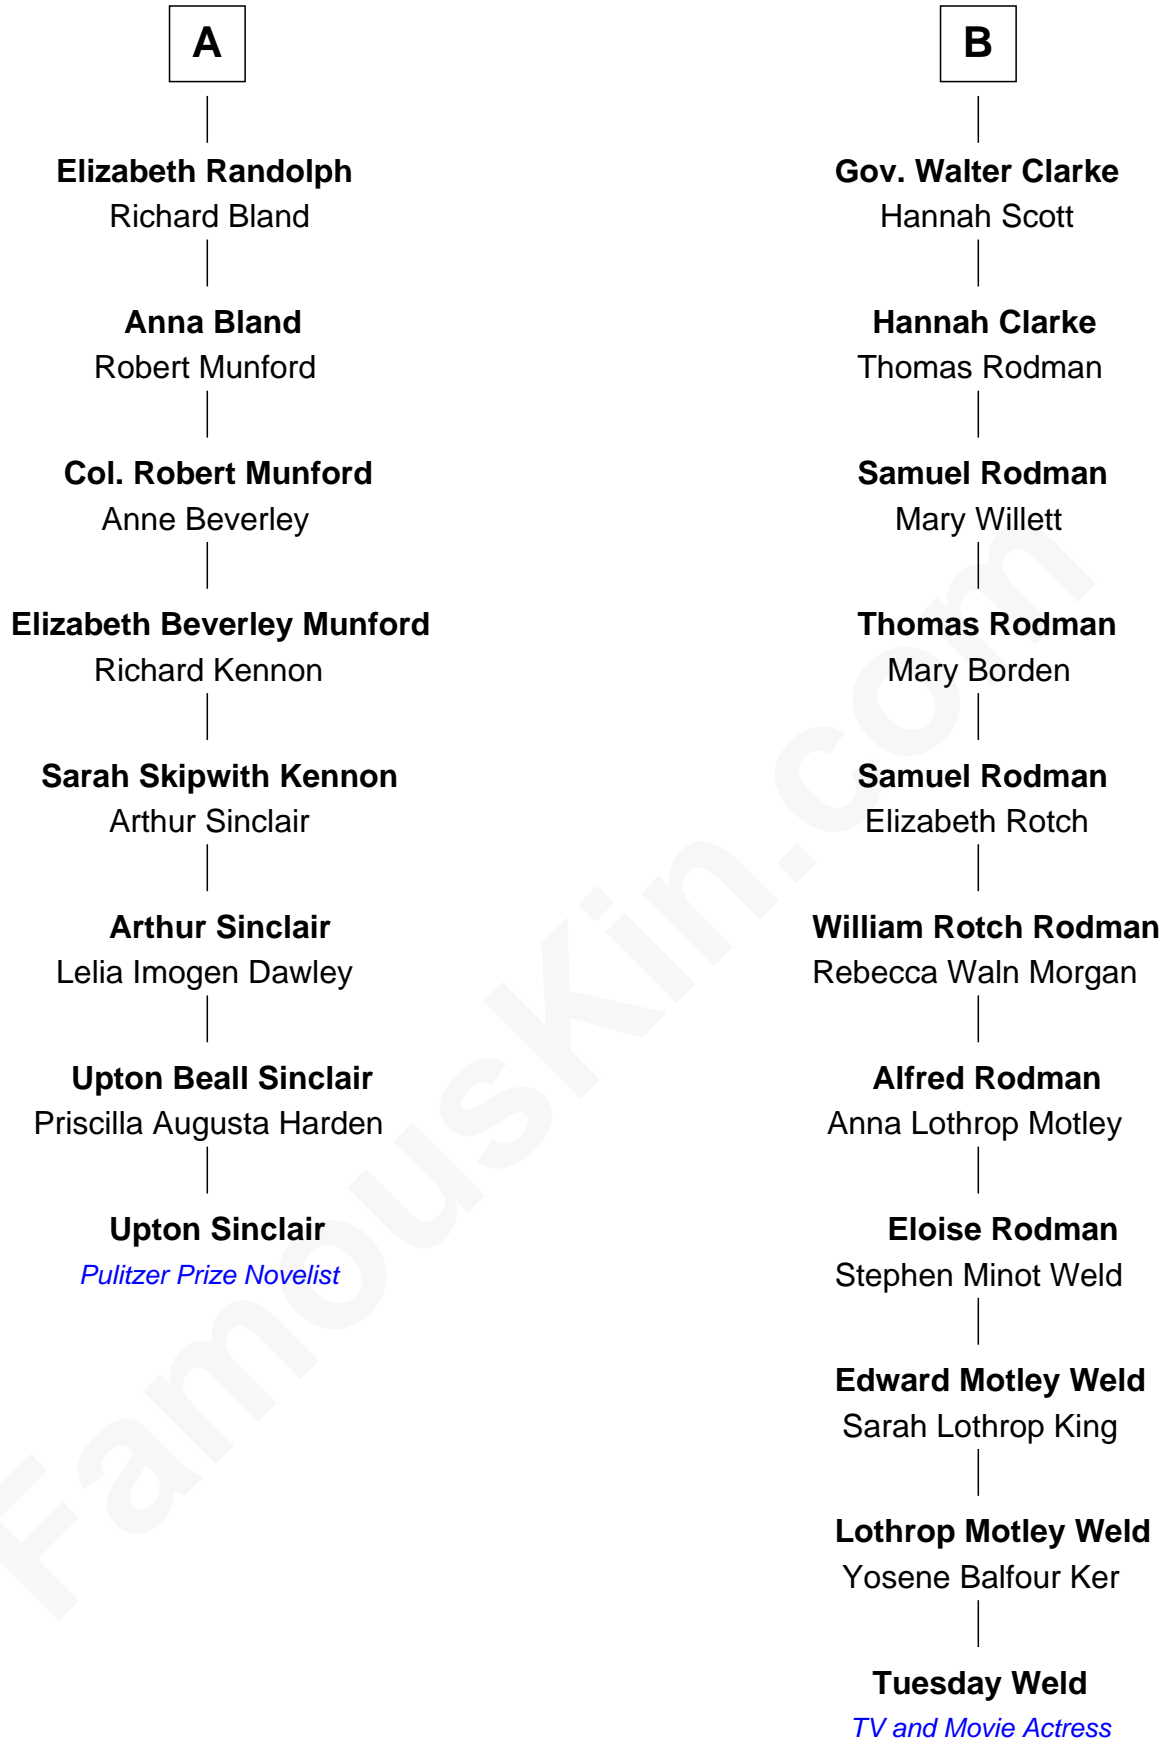 A
Elizabeth Randolph
Richard Bland
Anna Bland
Robert Munford
Col. Robert Munford
Anne Beverley
Elizabeth Beverley Munford
Richard Kennon
Sarah Skipwith Kennon
Arthur Sinclair
Arthur Sinclair
Lelia Imogen Dawley
Upton Beall Sinclair
Priscilla Augusta Harden
Upton Sinclair
Pulitzer Prize Novelist
B
Gov. Walter Clarke
Hannah Scott
Hannah Clarke
Thomas Rodman
Samuel Rodman
Mary Willett
Thomas Rodman
Mary Borden
Samuel Rodman
Elizabeth Rotch
William Rotch Rodman
Rebecca Waln Morgan
Alfred Rodman
Anna Lothrop Motley
Eloise Rodman
Stephen Minot Weld
Edward Motley Weld
Sarah Lothrop King
Lothrop Motley Weld
Yosene Balfour Ker
Tuesday Weld
TV and Movie Actress
FamousKin.com